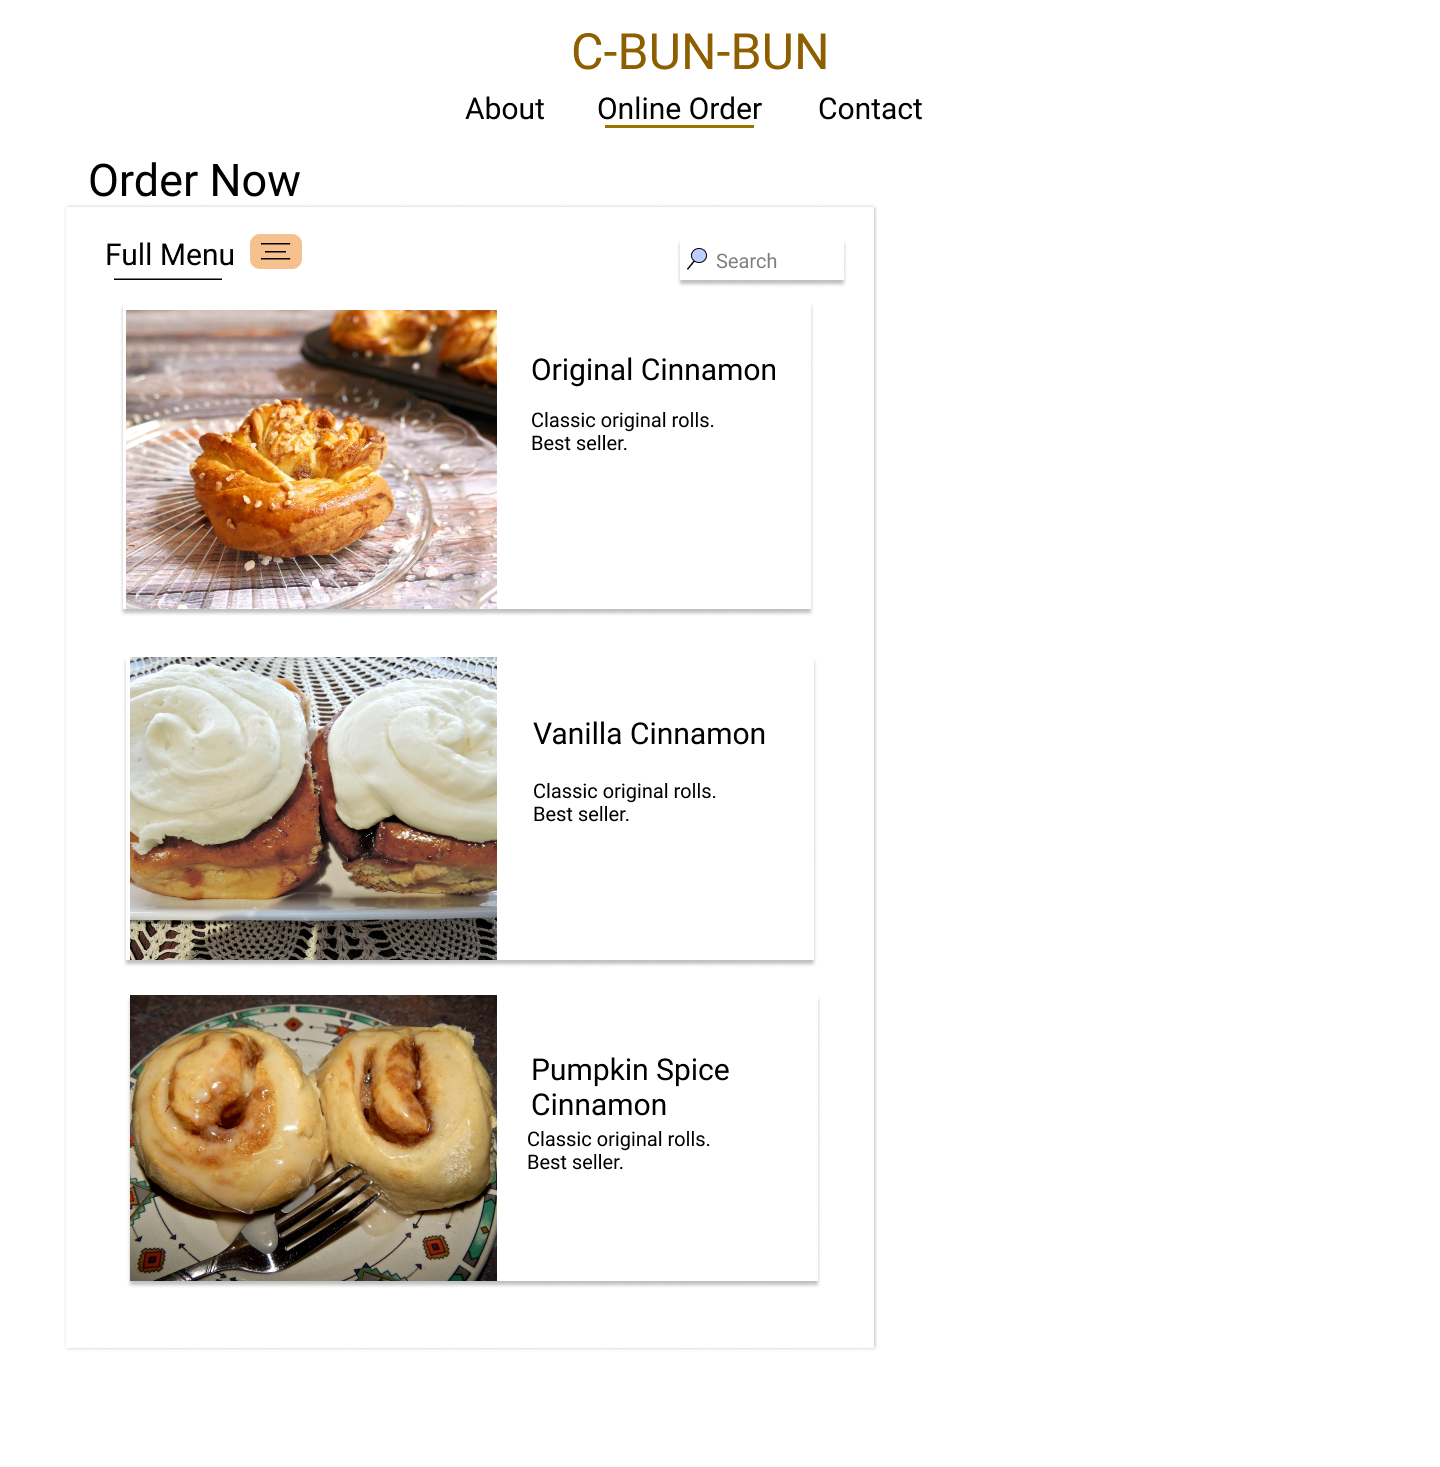 C-BUN-BUN
About Online Order Contact
Order Now
Full Menu
Search
Original Cinnamon
Classic original rolls.
Best seller.
Vanilla Cinnamon
Classic original rolls.
Best seller.
Pumpkin Spice
Cinnamon
Classic original rolls.
Best seller.